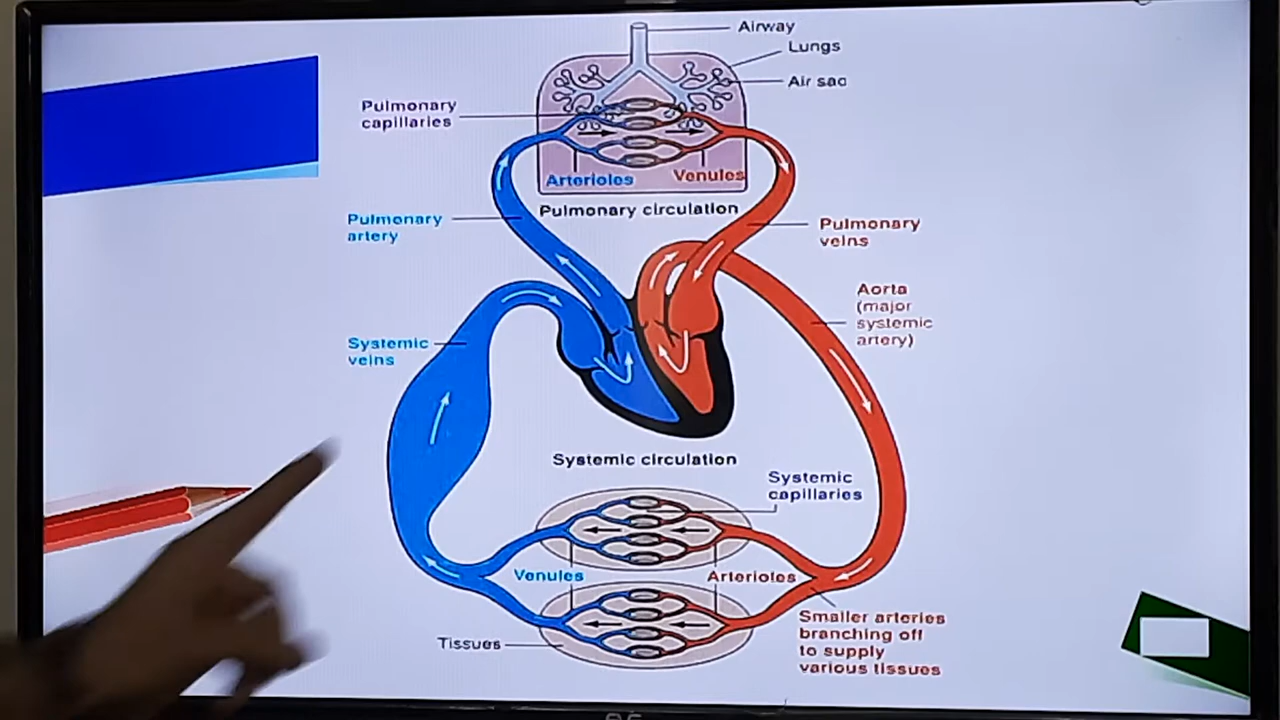 Airway
Lungs
Air sac
Pulmonary
capillaries
Arterioles
Venules
Pulmonary circulation
Pulmonary
artery
Pulmonary
veins
Aorta
(major
systemic
artery)
Systemic
veins
Systemic circulation
Systemic
capillaries
Venules
Arterioles
Smaller arteries
branching off
to supply
various tissues
Tissues